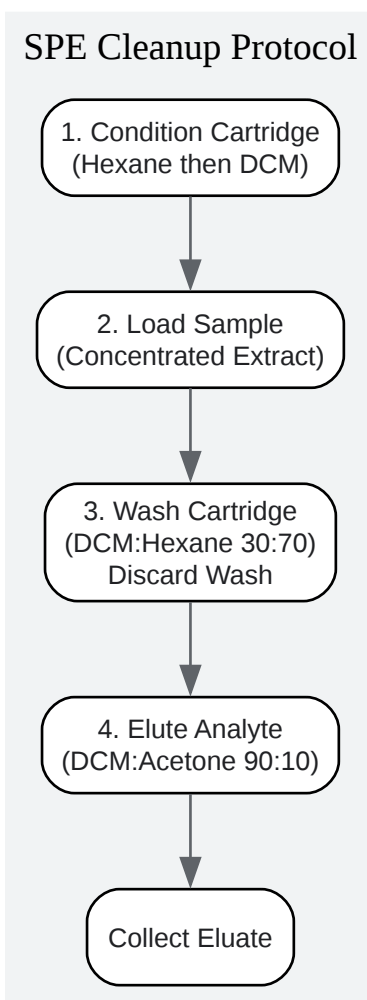 SPE Cleanup Protocol
1. Condition Cartridge
(Hexane then DCM)
2. Load Sample
(Concentrated Extract)
3. Wash Cartridge
(DCM:Hexane 30:70)
Discard Wash
4. Elute Analyte
(DCM:Acetone 90:10)
Collect Eluate